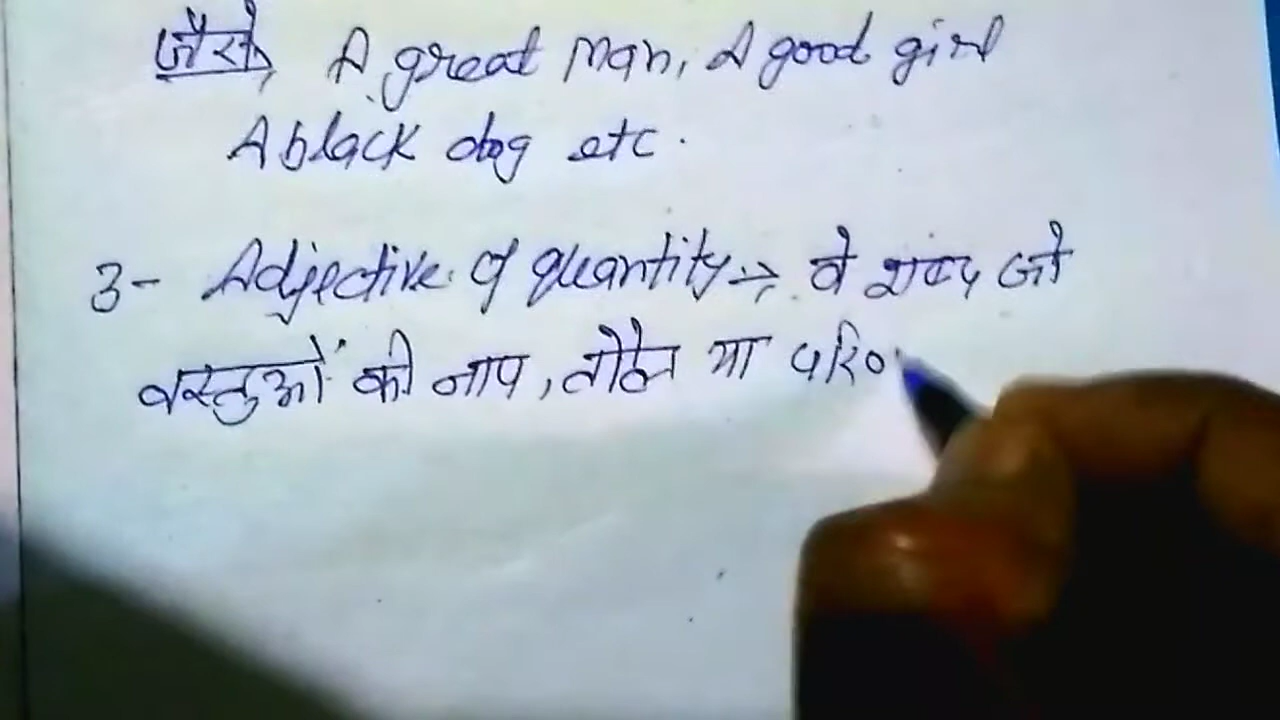 जैसे, A great man, A good girl
A black dog etc.
3- Adjective of quantity → वे शब्द जो
वस्तुओं की नाप, तौल या परि